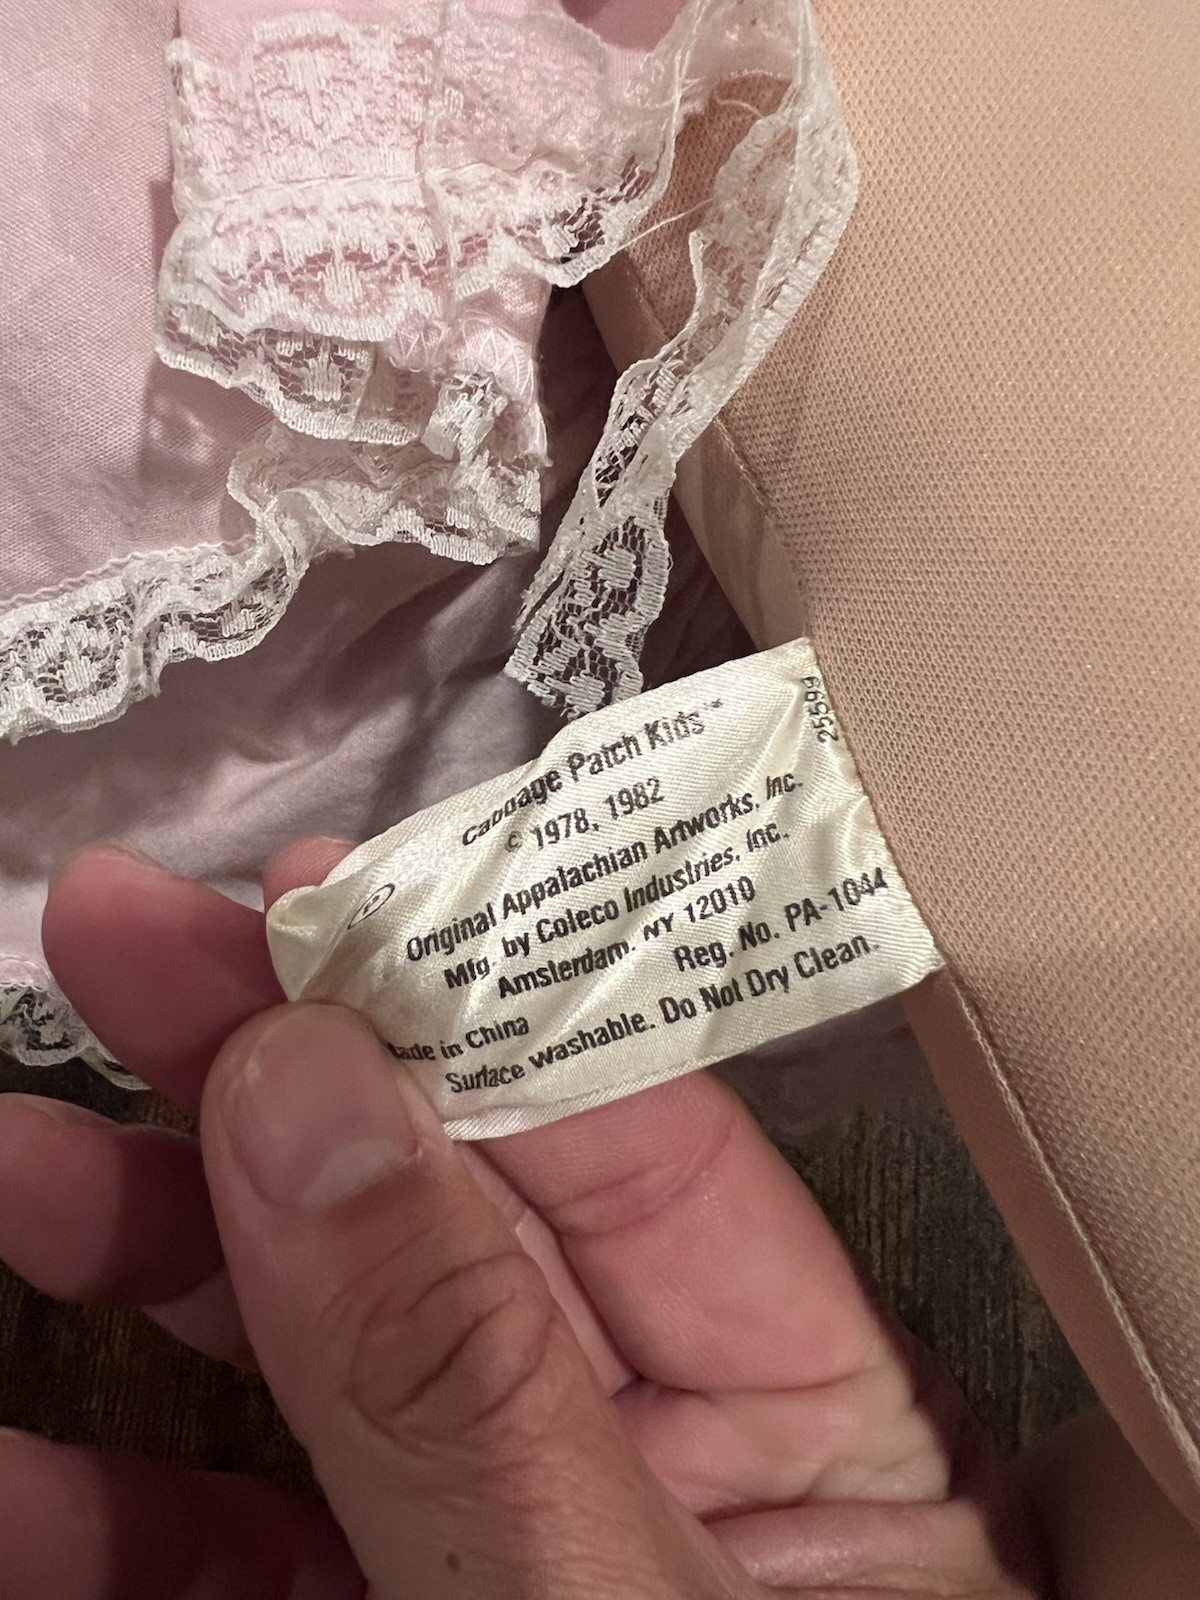 Cabbage Patch Kids™
© 1978, 1982
Original Appalachian Artworks, Inc.
Mfg. by Coleco Industries, Inc.
Amsterdam, NY 12010
Reg. No. PA-1044
Made in China
Surface Washable. Do Not Dry Clean.